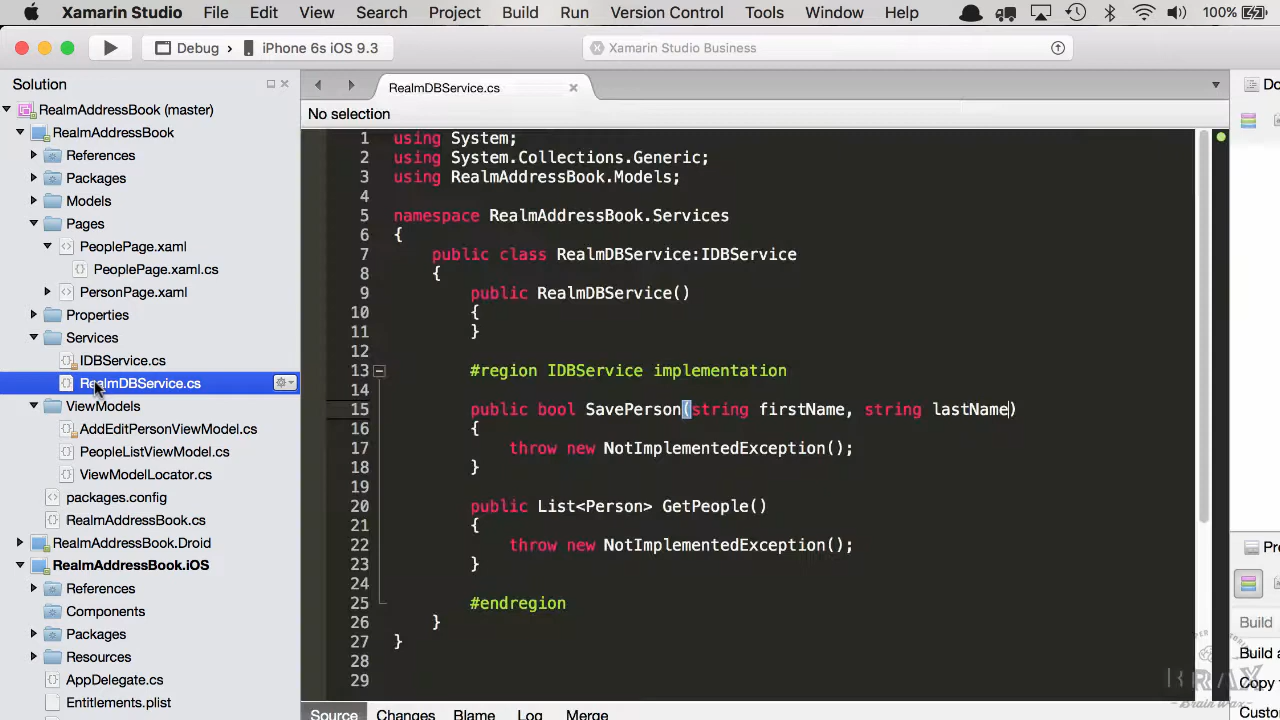 Xamarin Studio File Edit View Search Project Build Run Version Control Tools Window Help 100%
Debug iPhone 6s iOS 9.3 Xamarin Studio Business
Solution
RealmAddressBook (master)
RealmAddressBook
References
Packages
Models
Pages
PeoplePage.xaml
PeoplePage.xaml.cs
PersonPage.xaml
Properties
Services
IDBService.cs
RealmDBService.cs
ViewModels
AddEditPersonViewModel.cs
PeopleListViewModel.cs
ViewModelLocator.cs
packages.config
RealmAddressBook.cs
RealmAddressBook.Droid
RealmAddressBook.iOS
References
Components
Packages
Resources
AppDelegate.cs
Entitlements.plist
RealmDBService.cs
No selection
1 using System;
2 using System.Collections.Generic;
3 using RealmAddressBook.Models;
4
5 namespace RealmAddressBook.Services
6 {
7 public class RealmDBService:IDBService
8 {
9 public RealmDBService()
10 {
11 }
12
13 #region IDBService implementation
14
15 public bool SavePerson(string firstName, string lastName)
16 {
17 throw new NotImplementedException();
18 }
19
20 public List<Person> GetPeople()
21 {
22 throw new NotImplementedException();
23 }
24
25 #endregion
26 }
27 }
28
29
Source Changes Blame Log Merge
Do
Pro
Build
Build a
Copy t
Custo
BRAX